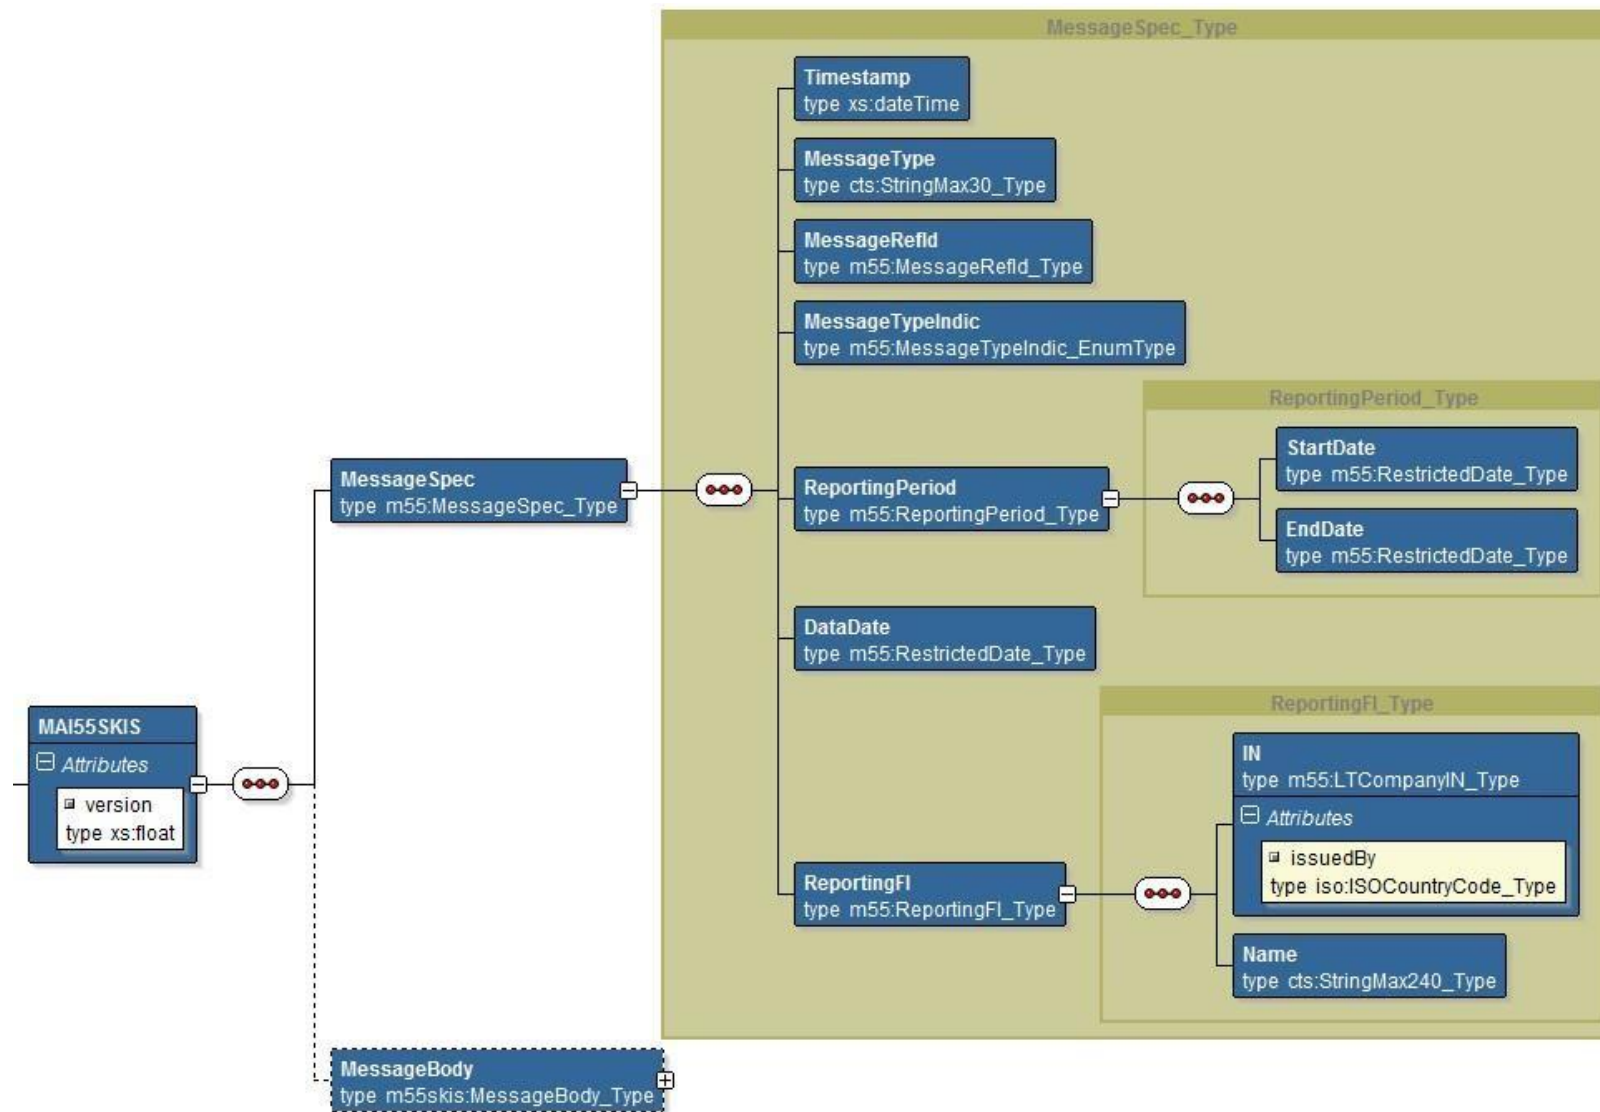 MessageSpec_Type
Timestamp
type xs:dateTime
MessageType
type cts:StringMax30_Type
MessageRefId
type m55:MessageRefId_Type
MessageTypeIndic
type m55:MessageTypeIndic_EnumType
ReportingPeriod_Type
StartDate
type m55:RestrictedDate_Type
MessageSpec
type m55:MessageSpec_Type
ReportingPeriod
type m55:ReportingPeriod_Type
EndDate
type m55:RestrictedDate_Type
DataDate
type m55:RestrictedDate_Type
ReportingFI_Type
MAI55SKIS
Attributes
version
type xs:float
IN
type m55:LTCompanyIN_Type
Attributes
issuedBy
type iso:ISOCountryCode_Type
ReportingFI
type m55:ReportingFI_Type
Name
type cts:StringMax240_Type
MessageBody
type m55skis:MessageBody_Type